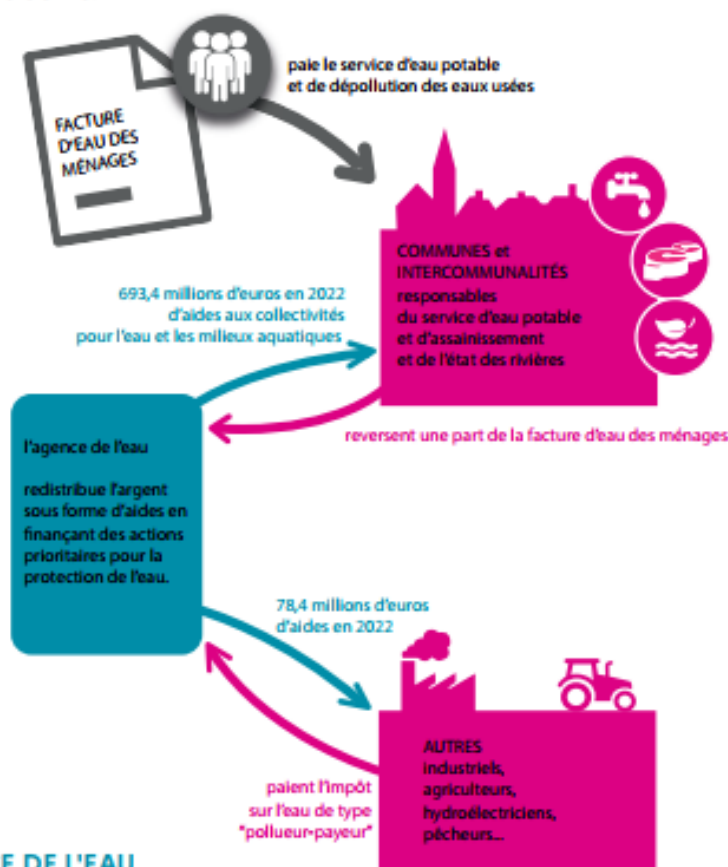 paie le service d'eau potable
et de dépollution des eaux usées
FACTURE
D'EAU DES
MÉNAGES
COMMUNES et
INTERCOMMUNALITÉS
responsables
du service d'eau potable
et d'assainissement
et de l'état des rivières
693,4 millions d'euros en 2022
d'aides aux collectivités
pour l'eau et les milieux aquatiques
reversent une part de la facture d'eau des ménages
l'agence de l'eau
redistribue l'argent
sous forme d'aides en
finançant des actions
prioritaires pour la
protection de l'eau.
78,4 millions d'euros
d'aides en 2022
AUTRES
industriels,
agriculteurs,
hydroélectriciens,
pêcheurs...
paient l'impôt
sur l'eau de type
"pollueur-payeur"
E DE L'EAU